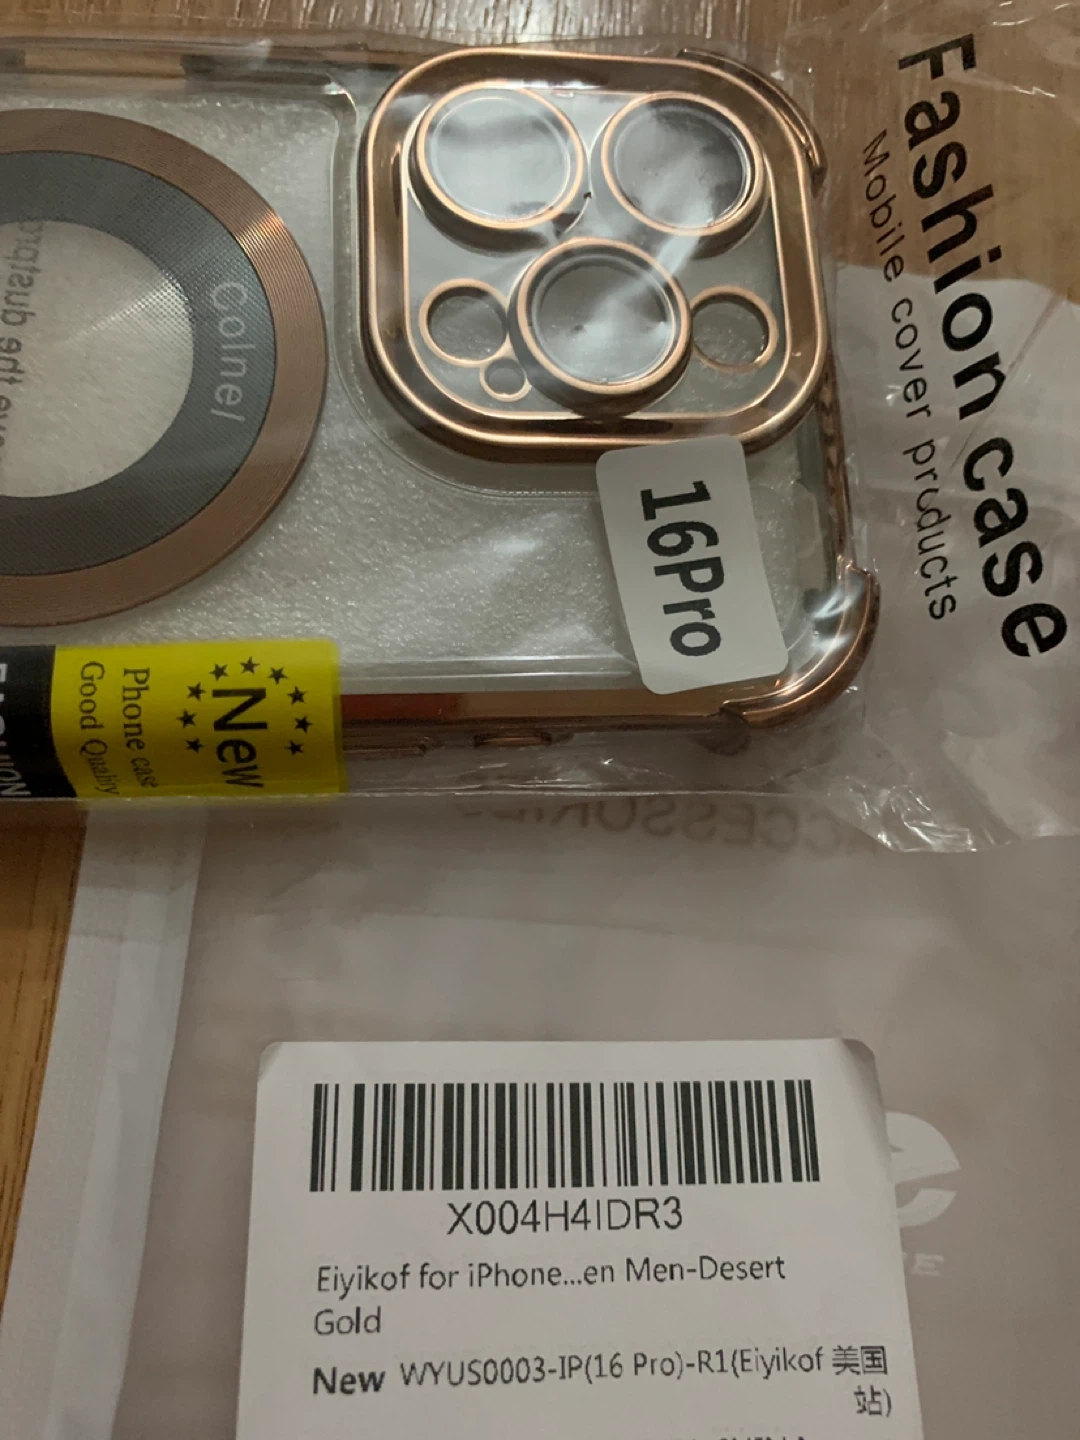 Fashion case
Mobile cover products
Colnel
16Pro
New
Phone case
Good Quality
X004H4IDR3
Eiyikof for iPhone...en Men-Desert
Gold
New WYUS0003-IP(16 Pro)-R1(Eiyikof 美国
站)